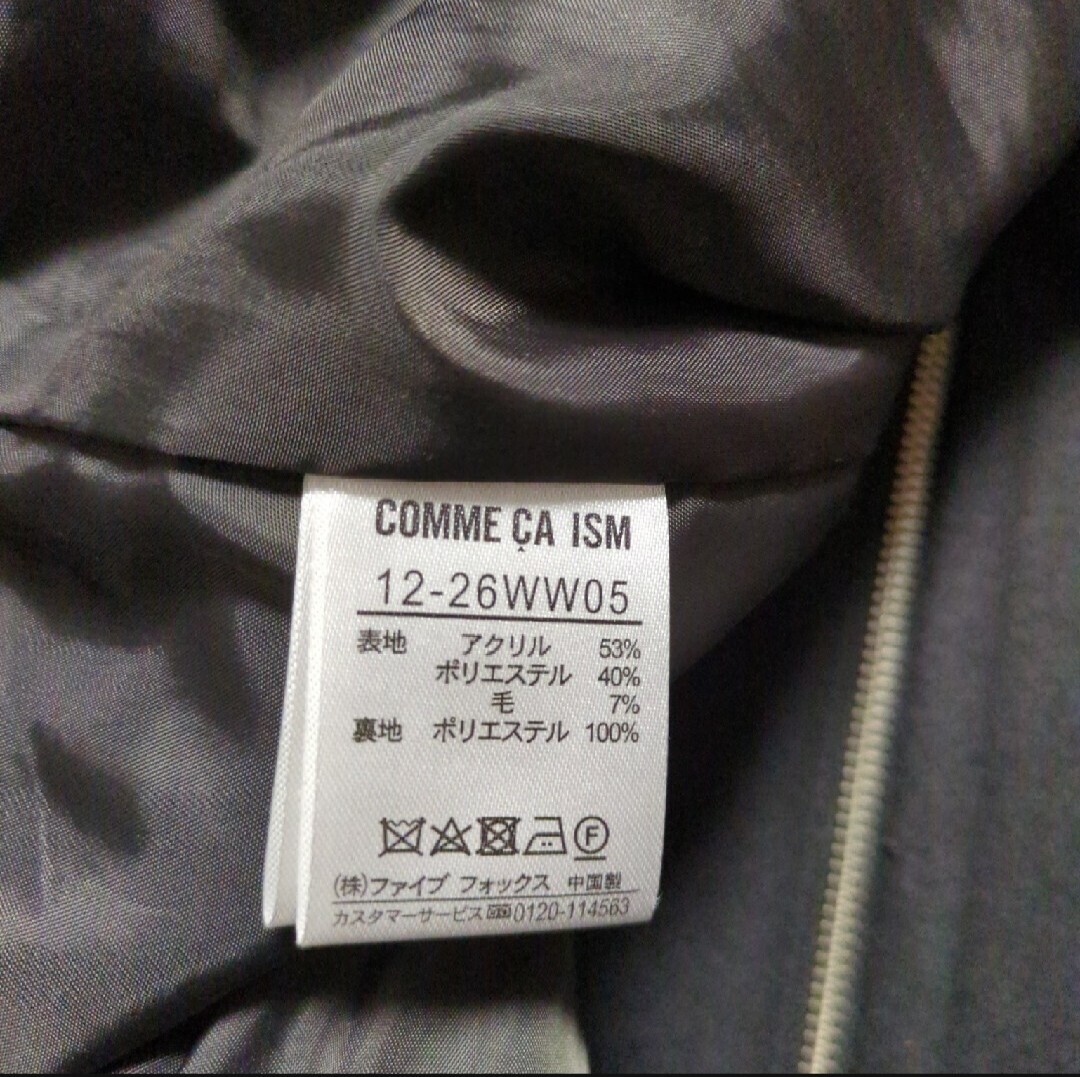 COMME ÇA ISM
12-26WW05
表地 アクリル 53%
ポリエステル 40%
毛 7%
裏地 ポリエステル 100%
F
(株)ファイブ フォックス 中国製
カスタマーサービス 0120-114563